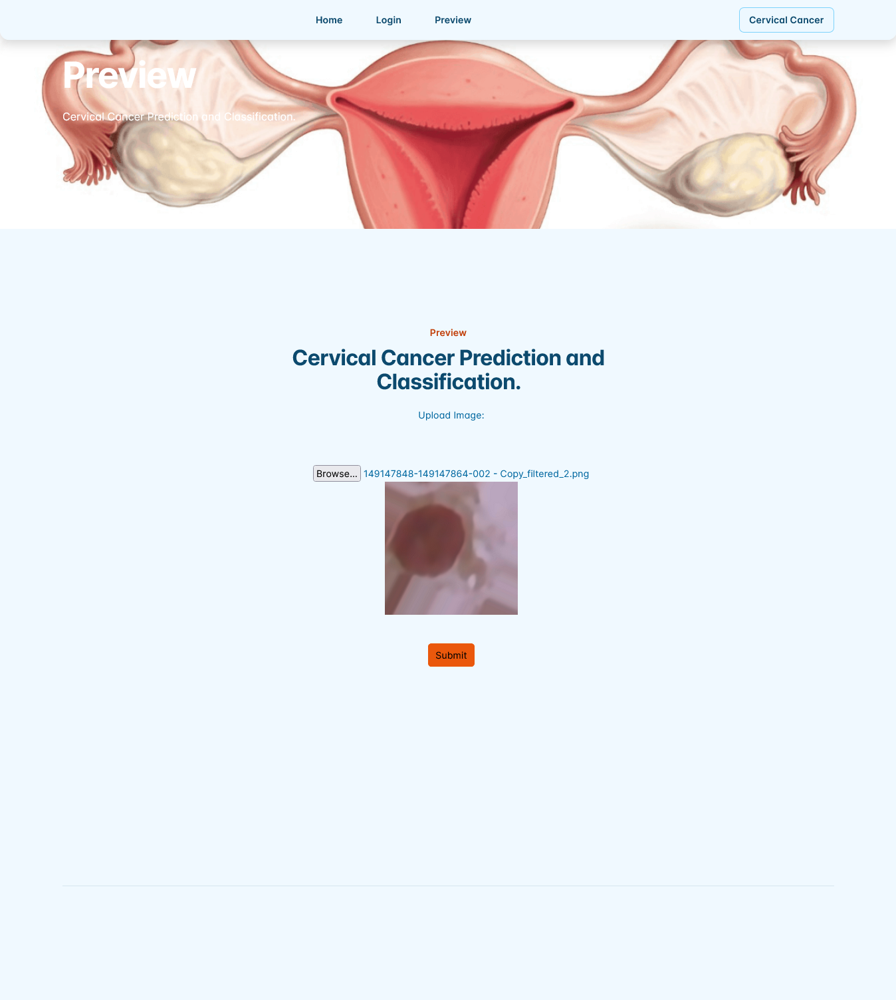 Home Login Preview Cervical Cancer
Preview
Cervical Cancer Prediction and Classification.
Preview
Cervical Cancer Prediction and
Classification.
Upload Image:
Browse... 149147848-149147864-002 - Copy_filtered_2.png
Submit